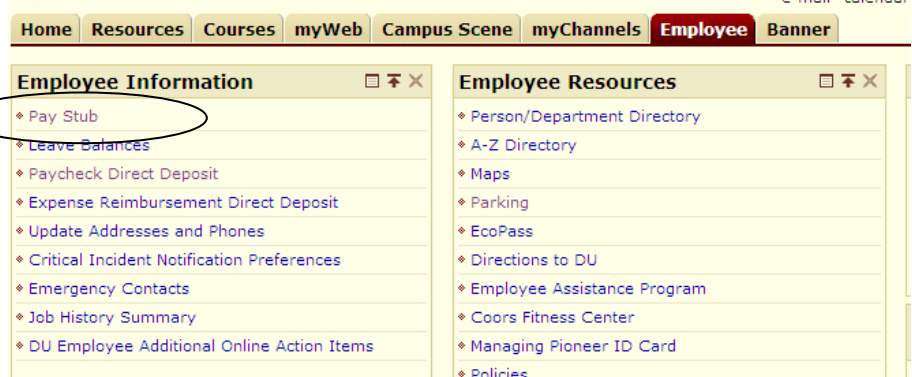 e-mail calendar
Home Resources Courses myWeb Campus Scene myChannels Employee Banner
Employee Information
Pay Stub
Leave Balances
Paycheck Direct Deposit
Expense Reimbursement Direct Deposit
Update Addresses and Phones
Critical Incident Notification Preferences
Emergency Contacts
Job History Summary
DU Employee Additional Online Action Items
Employee Resources
Person/Department Directory
A-Z Directory
Maps
Parking
EcoPass
Directions to DU
Employee Assistance Program
Coors Fitness Center
Managing Pioneer ID Card
Policies